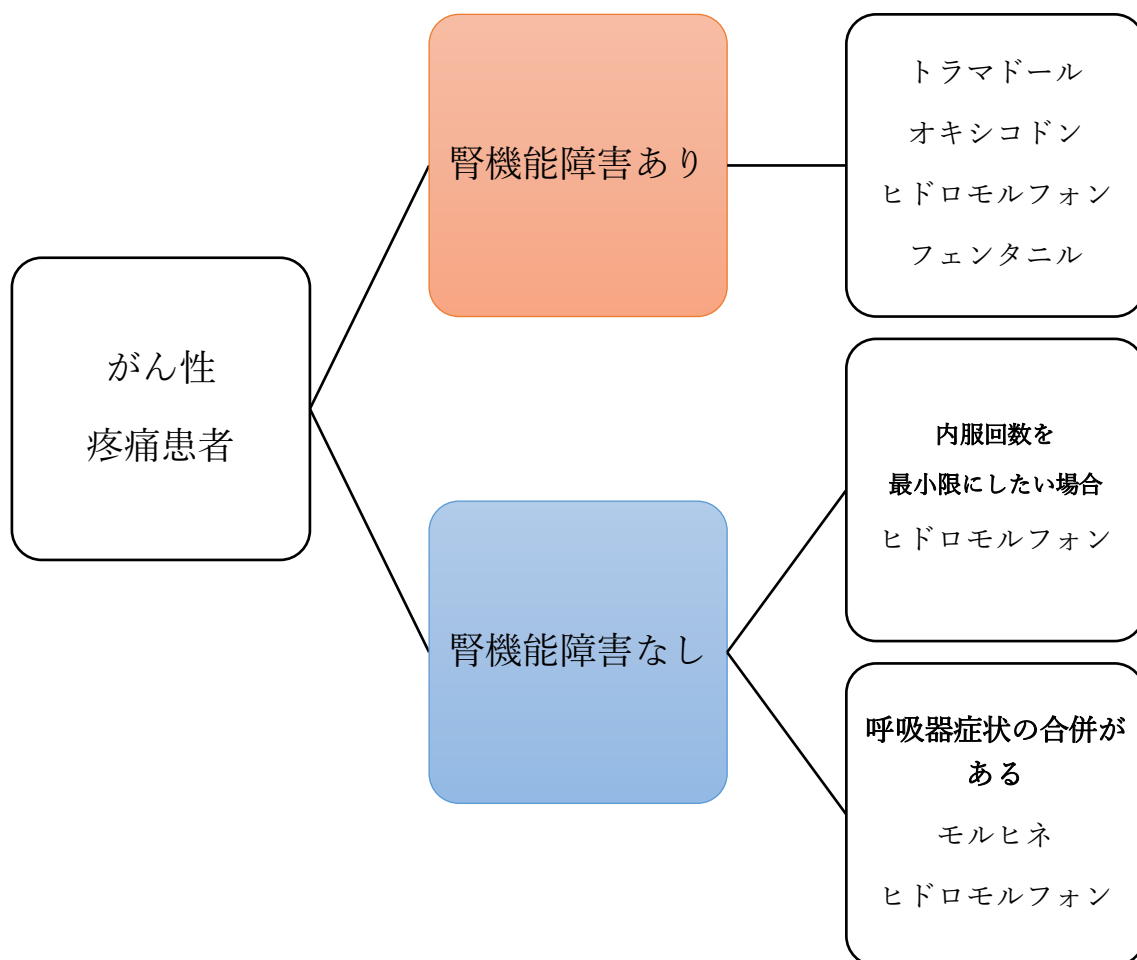 がん性
疼痛患者
腎機能障害あり
トラマドール
オキシコドン
ヒドロモルフォン
フェンタニル
腎機能障害なし
内服回数を
最小限にしたい場合
ヒドロモルフォン
呼吸器症状の合併が
ある
モルヒネ
ヒドロモルフォン